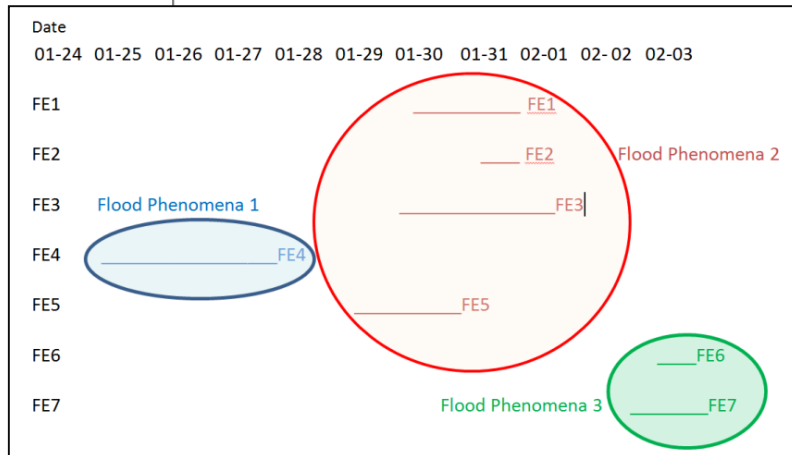 Date
01-24 01-25 01-26 01-27 01-28 01-29 01-30 01-31 02-01 02- 02 02-03
FE1 FE1
FE2 FE2 Flood Phenomena 2
FE3 Flood Phenomena 1 FE3
FE4 FE4
FE5 FE5
FE6 FE6
FE7 Flood Phenomena 3 FE7